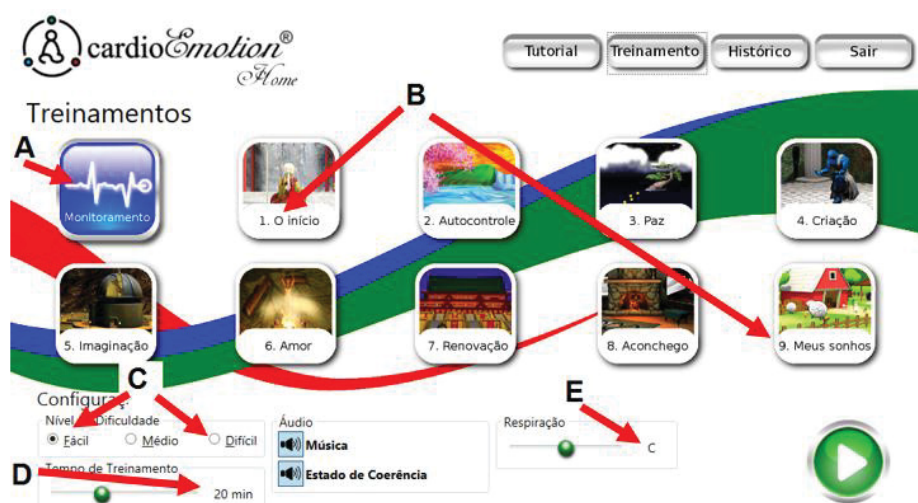 cardioEmotion®
Home
Tutorial
Treinamento
Histórico
Sair
Treinamentos
A
B
Monitoramento
1. O início
2. Autocontrole
3. Paz
4. Criação
5. Imaginação
6. Amor
7. Renovação
8. Aconchego
9. Meus sonhos
C
Configuraç
Nível Dificuldade
Fácil
Médio
Difícil
Áudio
Música
Estado de Coerência
Respiração
E
C
D
Tempo de Treinamento
20 min